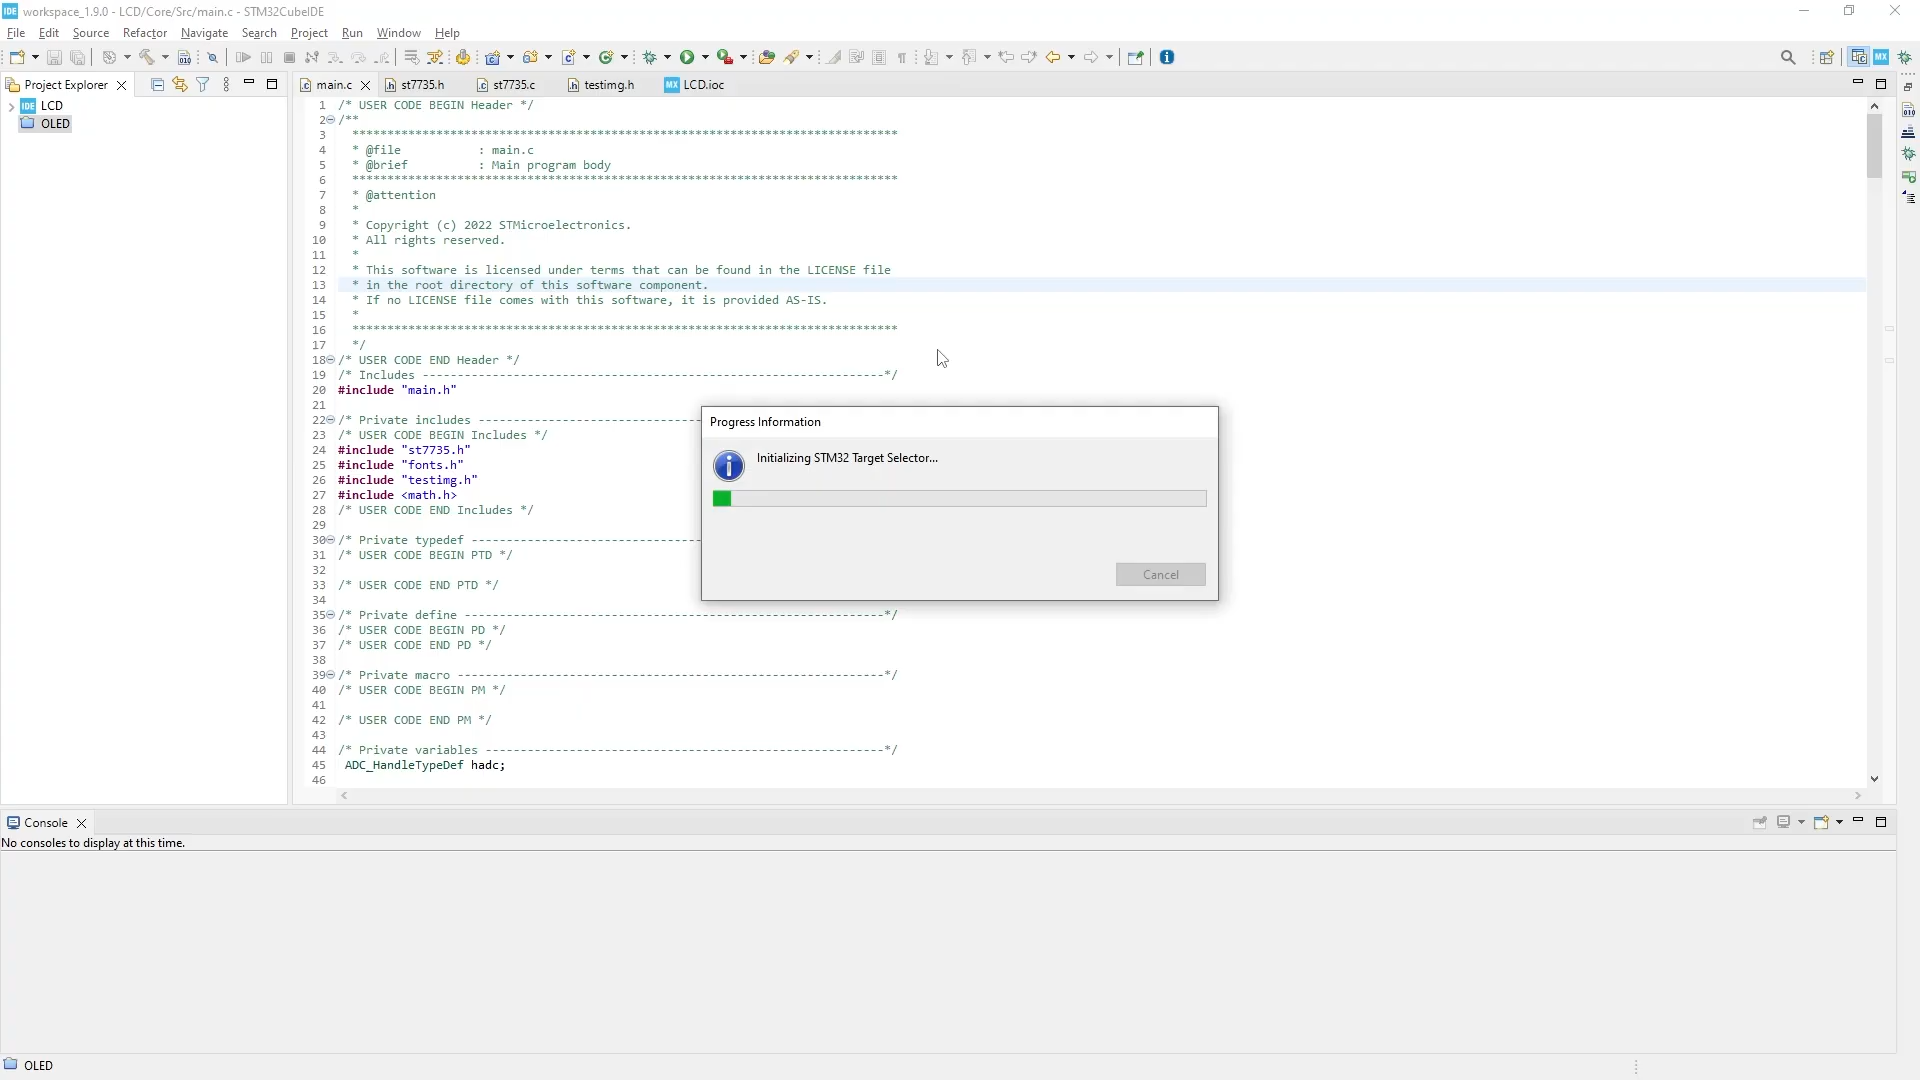 IDE workspace_1.9.0 - LCD/Core/Src/main.c - STM32CubeIDE
File Edit Source Refactor Navigate Search Project Run Window Help
Project Explorer
main.c st7735.h st7735.c testimg.h MX LCD.ioc
IDE LCD
OLED
1 /* USER CODE BEGIN Header */
2 /**
3 ******************************************************************************
4 * @file : main.c
5 * @brief : Main program body
6 ******************************************************************************
7 * @attention
8 *
9 * Copyright (c) 2022 STMicroelectronics.
10 * All rights reserved.
11 *
12 * This software is licensed under terms that can be found in the LICENSE file
13 * in the root directory of this software component.
14 * If no LICENSE file comes with this software, it is provided AS-IS.
15 *
16 ******************************************************************************
17 */
18 /* USER CODE END Header */
19 /* Includes ------------------------------------------------------------------*/
20 #include "main.h"
21
22 /* Private includes --------------------------------
23 /* USER CODE BEGIN Includes */
24 #include "st7735.h"
25 #include "fonts.h"
26 #include "testimg.h"
27 #include <math.h>
28 /* USER CODE END Includes */
29
30 /* Private typedef ---------------------------------
31 /* USER CODE BEGIN PTD */
32
33 /* USER CODE END PTD */
34
35 /* Private define ------------------------------------------------------------*/
36 /* USER CODE BEGIN PD */
37 /* USER CODE END PD */
38
39 /* Private macro -------------------------------------------------------------*/
40 /* USER CODE BEGIN PM */
41
42 /* USER CODE END PM */
43
44 /* Private variables ---------------------------------------------------------*/
45 ADC_HandleTypeDef hadc;
46
Progress Information
Initializing STM32 Target Selector...
Cancel
Console
No consoles to display at this time.
OLED